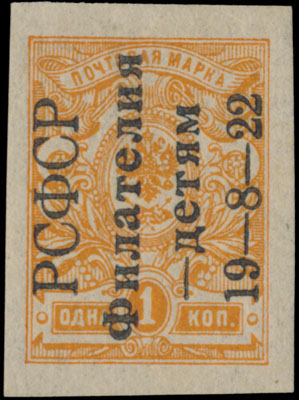 ПОЧТОВАЯ МАРКА
РСФСР
Филателия
—детям
19—8—22
1
ОДНА КОП.